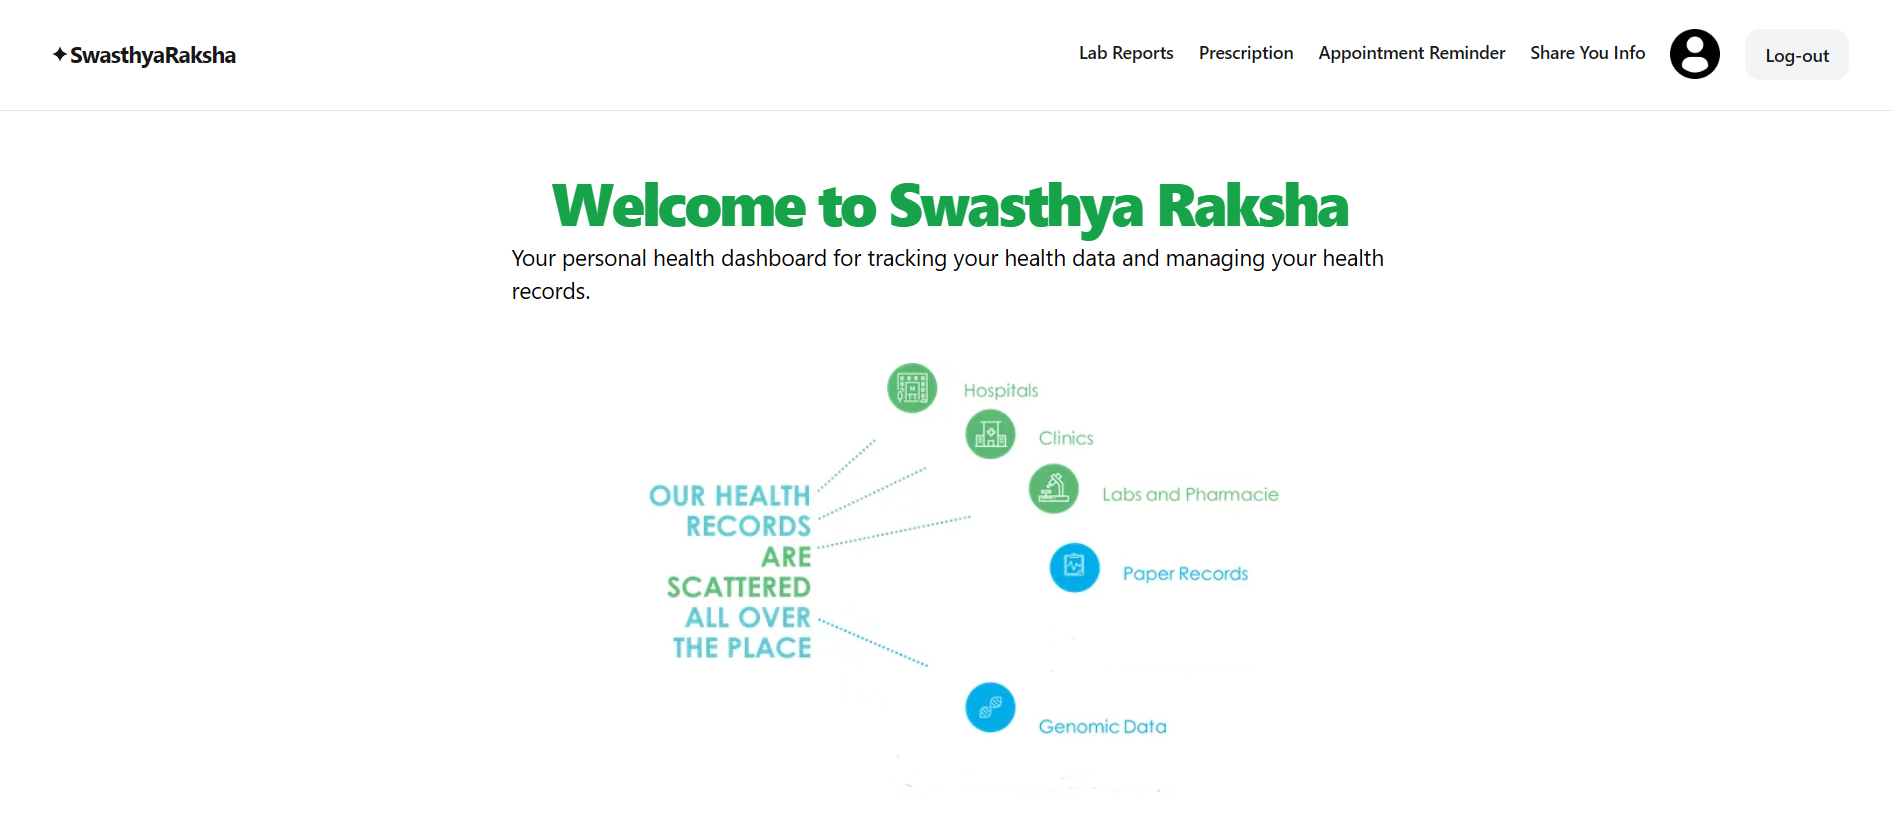 ✦SwasthyaRaksha
Lab Reports
Prescription
Appointment Reminder
Share You Info
Log-out
Welcome to Swasthya Raksha
Your personal health dashboard for tracking your health data and managing your health
records.
Hospitals
Clinics
Labs and Pharmacie
OUR HEALTH
RECORDS
ARE
SCATTERED
ALL OVER
THE PLACE
Paper Records
Genomic Data